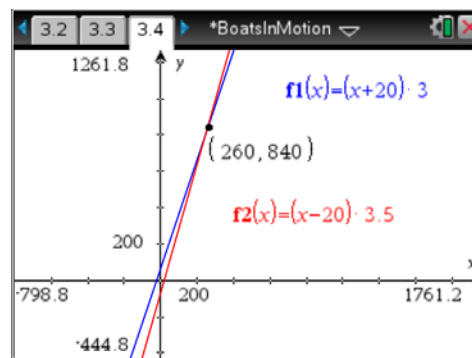 3.2 3.3 3.4 *BoatsInMotion
1261.8 y
f1(x)=(x+20)· 3
(260,840)
f2(x)=(x−20)· 3.5
200
x
-798.8 200 1761.2
-444.8